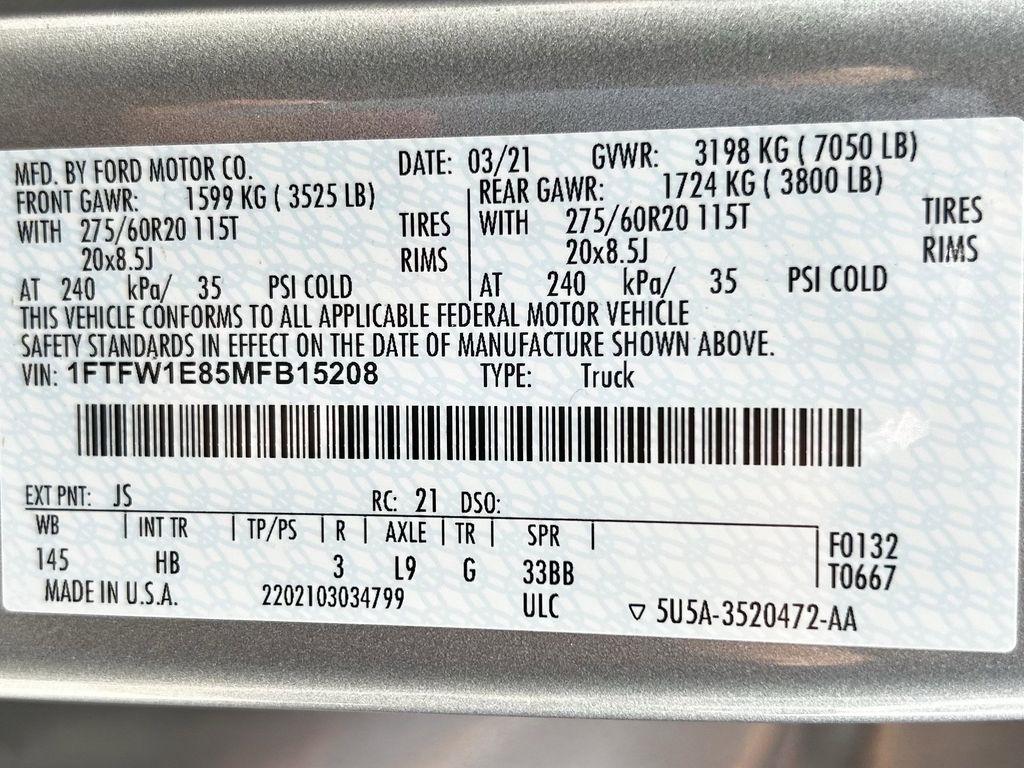 MFD. BY FORD MOTOR CO. DATE: 03/21 GVWR: 3198 KG ( 7050 LB)
FRONT GAWR: 1599 KG ( 3525 LB) REAR GAWR: 1724 KG ( 3800 LB)
WITH 275/60R20 115T TIRES WITH 275/60R20 115T TIRES
20x8.5J RIMS 20x8.5J RIMS
AT 240 kPa/ 35 PSI COLD AT 240 kPa/ 35 PSI COLD
THIS VEHICLE CONFORMS TO ALL APPLICABLE FEDERAL MOTOR VEHICLE
SAFETY STANDARDS IN EFFECT ON THE DATE OF MANUFACTURE SHOWN ABOVE.
VIN: 1FTFW1E85MFB15208 TYPE: Truck
EXT PNT: JS RC: 21 DSO:
WB INT TR TP/PS R AXLE TR SPR F0132
145 HB 3 L9 G 33BB T0667
MADE IN U.S.A. 2202103034799 ULC ▽ 5U5A-3520472-AA